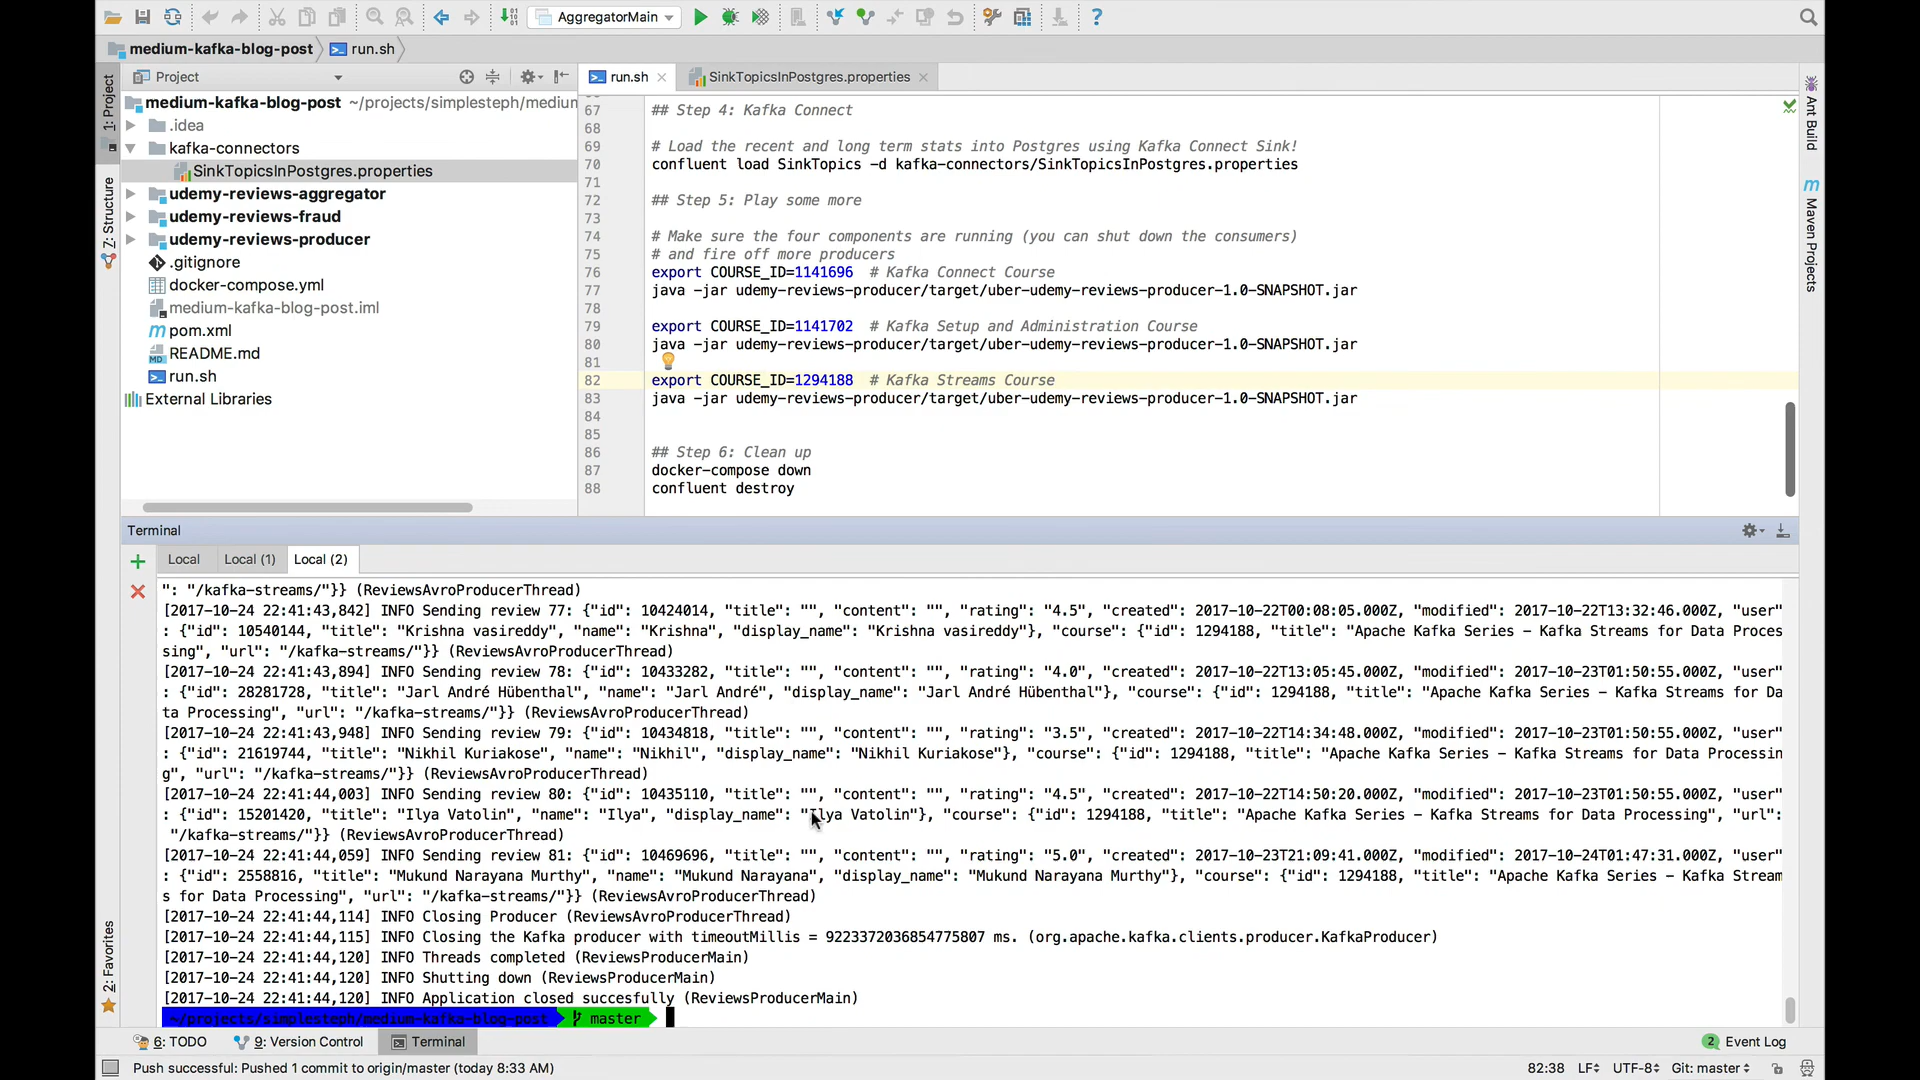 AggregatorMain
medium-kafka-blog-post
run.sh
1: Project
Project
run.sh
SinkTopicsInPostgres.properties
medium-kafka-blog-post ~/projects/simplesteph/medium
.idea
kafka-connectors
SinkTopicsInPostgres.properties
udemy-reviews-aggregator
udemy-reviews-fraud
udemy-reviews-producer
.gitignore
docker-compose.yml
medium-kafka-blog-post.iml
pom.xml
README.md
run.sh
External Libraries
Z: Structure
2: Favorites
67 ## Step 4: Kafka Connect
68
69 # Load the recent and long term stats into Postgres using Kafka Connect Sink!
70 confluent load SinkTopics -d kafka-connectors/SinkTopicsInPostgres.properties
71
72 ## Step 5: Play some more
73
74 # Make sure the four components are running (you can shut down the consumers)
75 # and fire off more producers
76 export COURSE_ID=1141696  # Kafka Connect Course
77 java -jar udemy-reviews-producer/target/uber-udemy-reviews-producer-1.0-SNAPSHOT.jar
78
79 export COURSE_ID=1141702  # Kafka Setup and Administration Course
80 java -jar udemy-reviews-producer/target/uber-udemy-reviews-producer-1.0-SNAPSHOT.jar
81
82 export COURSE_ID=1294188  # Kafka Streams Course
83 java -jar udemy-reviews-producer/target/uber-udemy-reviews-producer-1.0-SNAPSHOT.jar
84
85
86 ## Step 6: Clean up
87 docker-compose down
88 confluent destroy
Ant Build
Maven Projects
Terminal
Local
Local (1)
Local (2)
": "/kafka-streams/"}} (ReviewsAvroProducerThread)
[2017-10-24 22:41:43,842] INFO Sending review 77: {"id": 10424014, "title": "", "content": "", "rating": "4.5", "created": 2017-10-22T00:08:05.000Z, "modified": 2017-10-22T13:32:46.000Z, "user"
: {"id": 10540144, "title": "Krishna vasireddy", "name": "Krishna", "display_name": "Krishna vasireddy"}, "course": {"id": 1294188, "title": "Apache Kafka Series - Kafka Streams for Data Proces
sing", "url": "/kafka-streams/"}} (ReviewsAvroProducerThread)
[2017-10-24 22:41:43,894] INFO Sending review 78: {"id": 10433282, "title": "", "content": "", "rating": "4.0", "created": 2017-10-22T13:05:45.000Z, "modified": 2017-10-23T01:50:55.000Z, "user"
: {"id": 28281728, "title": "Jarl André Hübenthal", "name": "Jarl André", "display_name": "Jarl André Hübenthal"}, "course": {"id": 1294188, "title": "Apache Kafka Series - Kafka Streams for Da
ta Processing", "url": "/kafka-streams/"}} (ReviewsAvroProducerThread)
[2017-10-24 22:41:43,948] INFO Sending review 79: {"id": 10434818, "title": "", "content": "", "rating": "3.5", "created": 2017-10-22T14:34:48.000Z, "modified": 2017-10-23T01:50:55.000Z, "user"
: {"id": 21619744, "title": "Nikhil Kuriakose", "name": "Nikhil", "display_name": "Nikhil Kuriakose"}, "course": {"id": 1294188, "title": "Apache Kafka Series - Kafka Streams for Data Processin
g", "url": "/kafka-streams/"}} (ReviewsAvroProducerThread)
[2017-10-24 22:41:44,003] INFO Sending review 80: {"id": 10435110, "title": "", "content": "", "rating": "4.5", "created": 2017-10-22T14:50:20.000Z, "modified": 2017-10-23T01:50:55.000Z, "user"
: {"id": 15201420, "title": "Ilya Vatolin", "name": "Ilya", "display_name": "Ilya Vatolin"}, "course": {"id": 1294188, "title": "Apache Kafka Series - Kafka Streams for Data Processing", "url":
"/kafka-streams/"}} (ReviewsAvroProducerThread)
[2017-10-24 22:41:44,059] INFO Sending review 81: {"id": 10469696, "title": "", "content": "", "rating": "5.0", "created": 2017-10-23T21:09:41.000Z, "modified": 2017-10-24T01:47:31.000Z, "user"
: {"id": 2558816, "title": "Mukund Narayana Murthy", "name": "Mukund Narayana", "display_name": "Mukund Narayana Murthy"}, "course": {"id": 1294188, "title": "Apache Kafka Series - Kafka Stream
s for Data Processing", "url": "/kafka-streams/"}} (ReviewsAvroProducerThread)
[2017-10-24 22:41:44,114] INFO Closing Producer (ReviewsAvroProducerThread)
[2017-10-24 22:41:44,115] INFO Closing the Kafka producer with timeoutMillis = 9223372036854775807 ms. (org.apache.kafka.clients.producer.KafkaProducer)
[2017-10-24 22:41:44,120] INFO Threads completed (ReviewsProducerMain)
[2017-10-24 22:41:44,120] INFO Shutting down (ReviewsProducerMain)
[2017-10-24 22:41:44,120] INFO Application closed succesfully (ReviewsProducerMain)
~/projects/simplesteph/medium-kafka-blog-post master
6: TODO
9: Version Control
Terminal
2 Event Log
Push successful: Pushed 1 commit to origin/master (today 8:33 AM)
82:38 LF UTF-8 Git: master